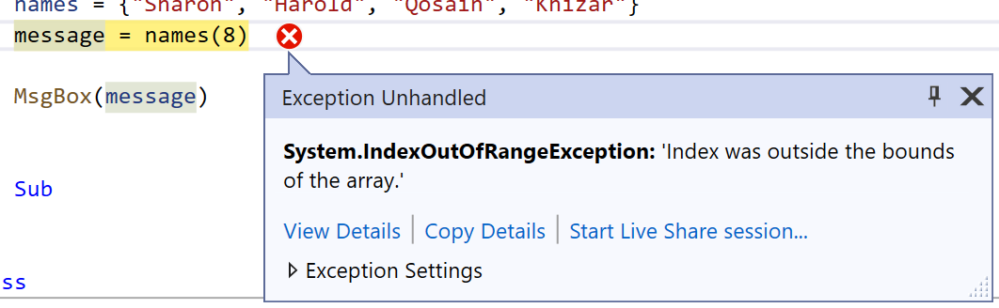 names = {"Sharon", "Harold", "Qosain", "Khizar"}
message = names(8)
Exception Unhandled
MsgBox(message)
System.IndexOutOfRangeException: 'Index was outside the bounds
of the array.'
Sub
View Details | Copy Details | Start Live Share session...
Exception Settings
ss